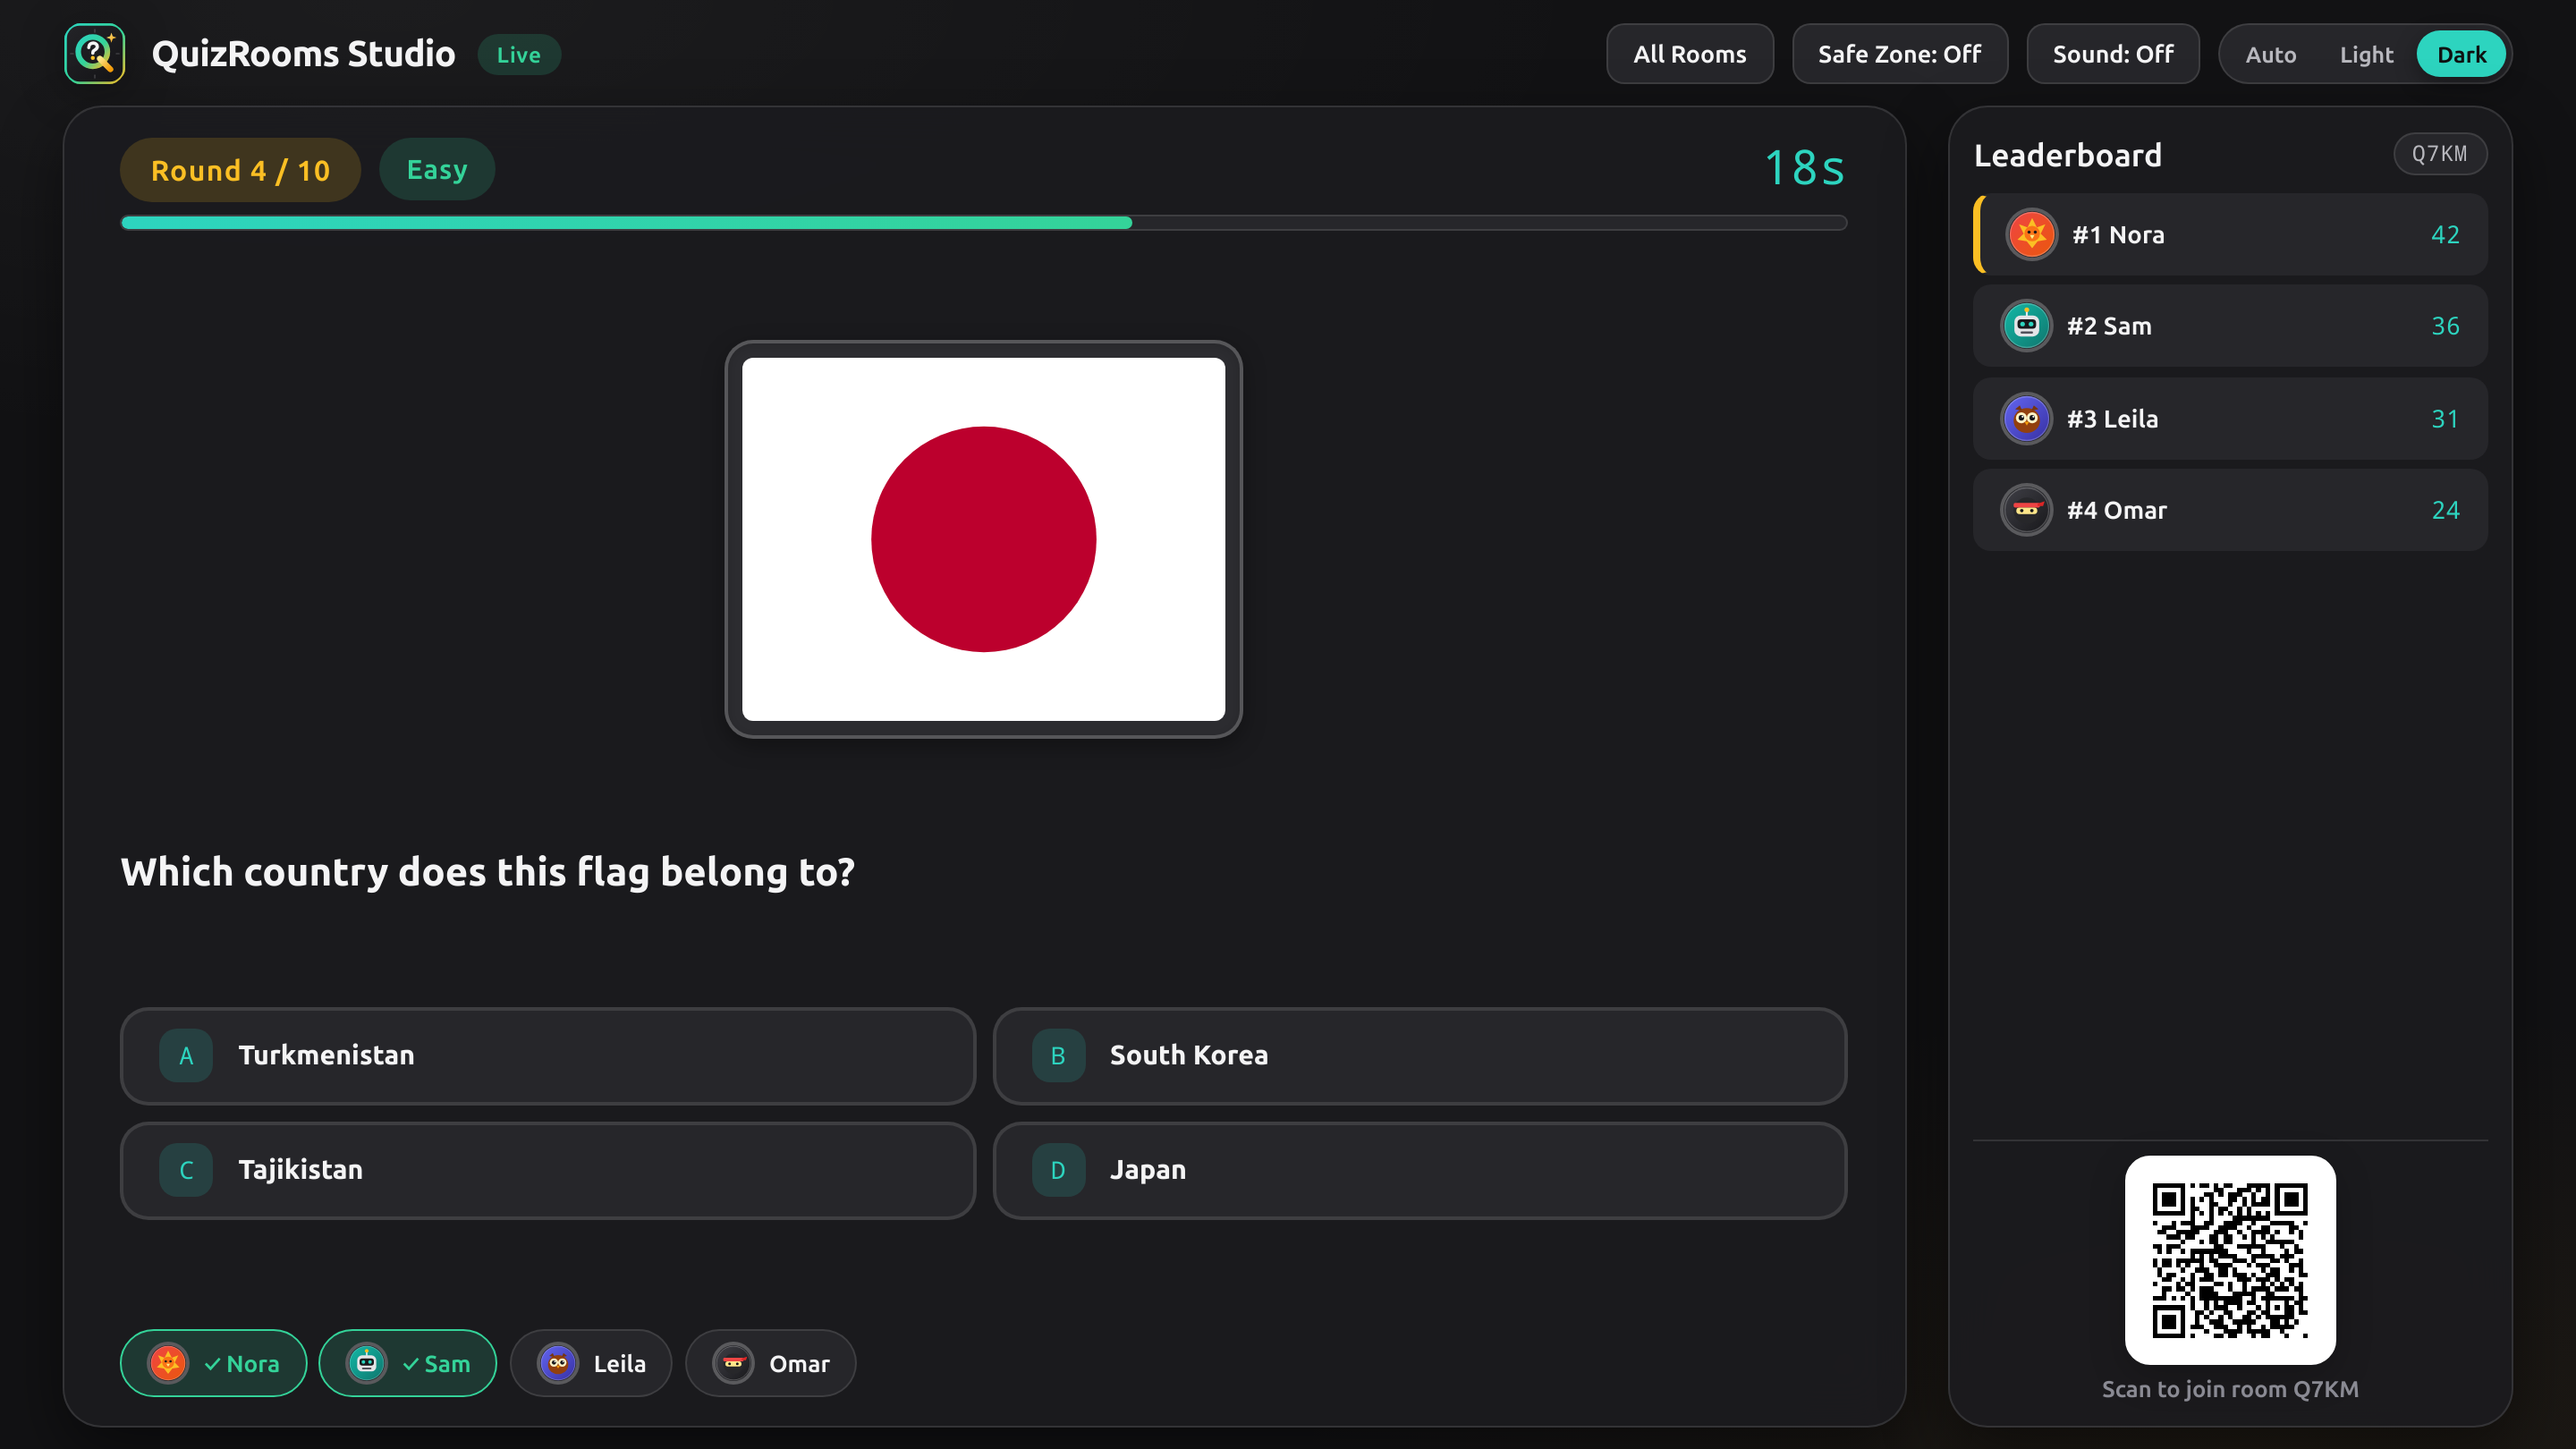 QuizRooms Studio Live All Rooms Safe Zone: Off Sound: Off Auto Light Dark
Round 4 / 10 Easy 18s
Which country does this flag belong to?
A Turkmenistan
B South Korea
C Tajikistan
D Japan
✓ Nora ✓ Sam Leila Omar
Leaderboard Q7KM
#1 Nora 42
#2 Sam 36
#3 Leila 31
#4 Omar 24
Scan to join room Q7KM